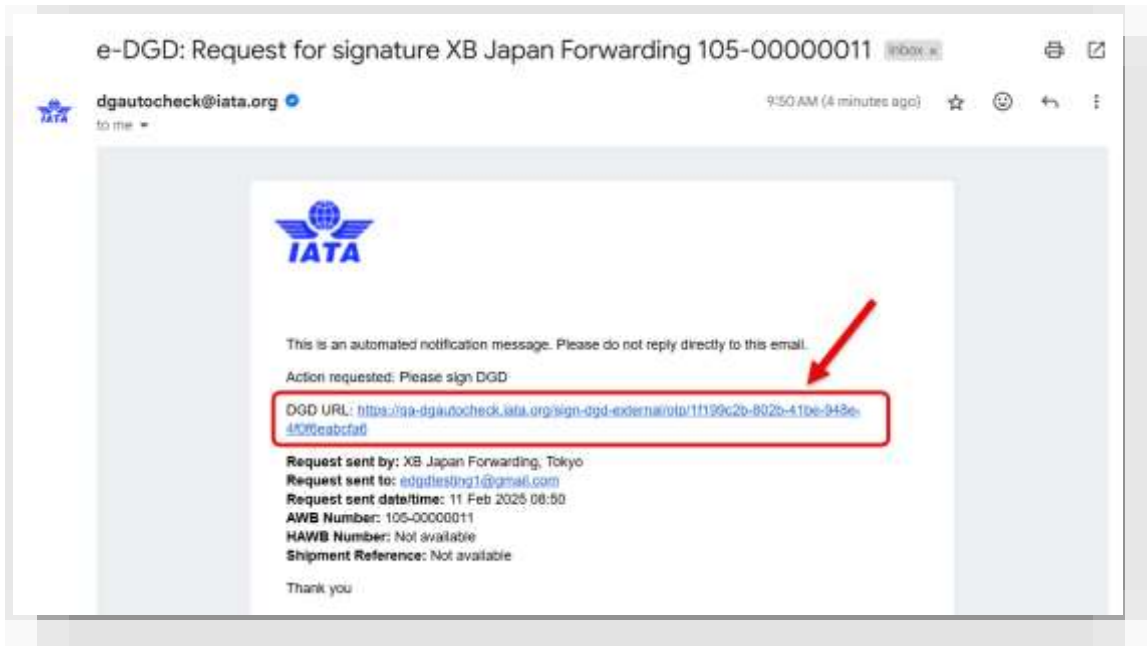 e-DGD: Request for signature XB Japan Forwarding 105-00000011 Inbox x
dgautocheck@iata.org 9:50 AM (4 minutes ago)
IATA
to me
IATA
This is an automated notification message. Please do not reply directly to this email.
Action requested: Please sign DGD
DGD URL: https://qa-dgautocheck.iata.org/sign-dgd-external/otp/1f199c2b-802b-41be-948e-
4f0f6eabcfa6
Request sent by: XB Japan Forwarding, Tokyo
Request sent to: edgdtesting1@gmail.com
Request sent date/time: 11 Feb 2025 08:50
AWB Number: 105-00000011
HAWB Number: Not available
Shipment Reference: Not available
Thank you